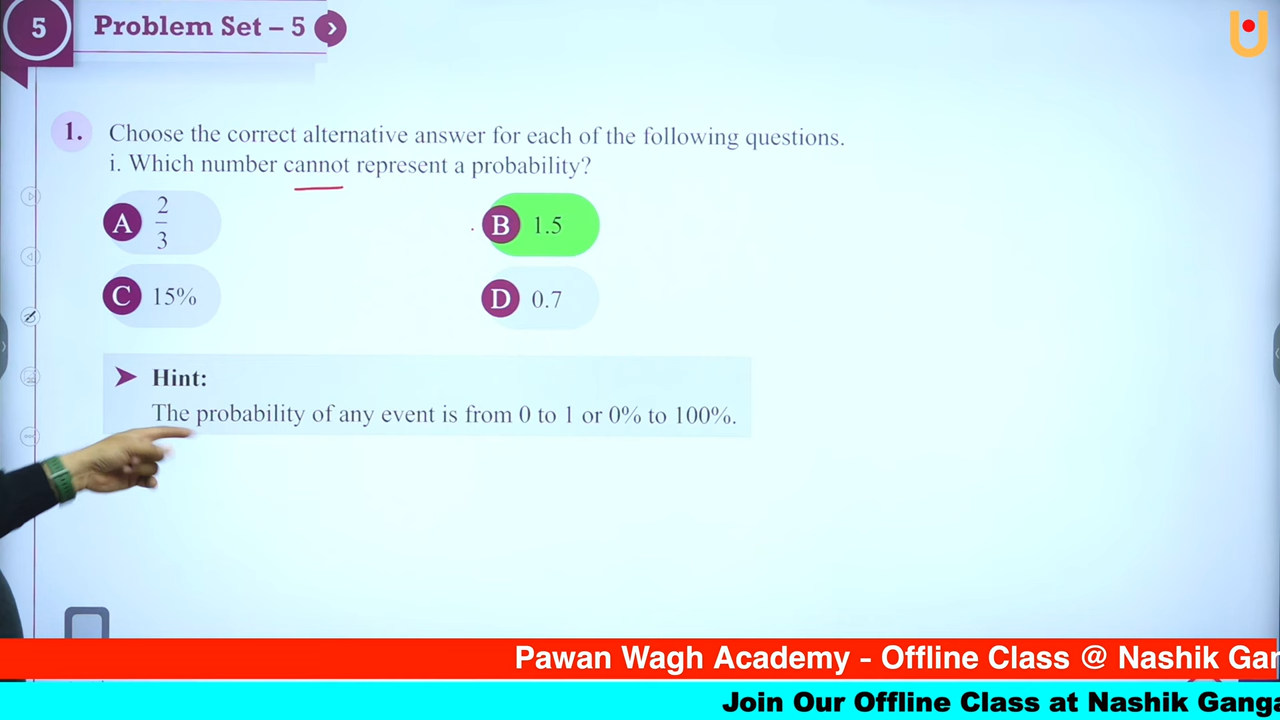 5
Problem Set – 5
1. Choose the correct alternative answer for each of the following questions.
i. Which number cannot represent a probability?
A 2/3
B 1.5
C 15%
D 0.7
Hint:
The probability of any event is from 0 to 1 or 0% to 100%.
Pawan Wagh Academy - Offline Class @ Nashik Gan
Join Our Offline Class at Nashik Ganga